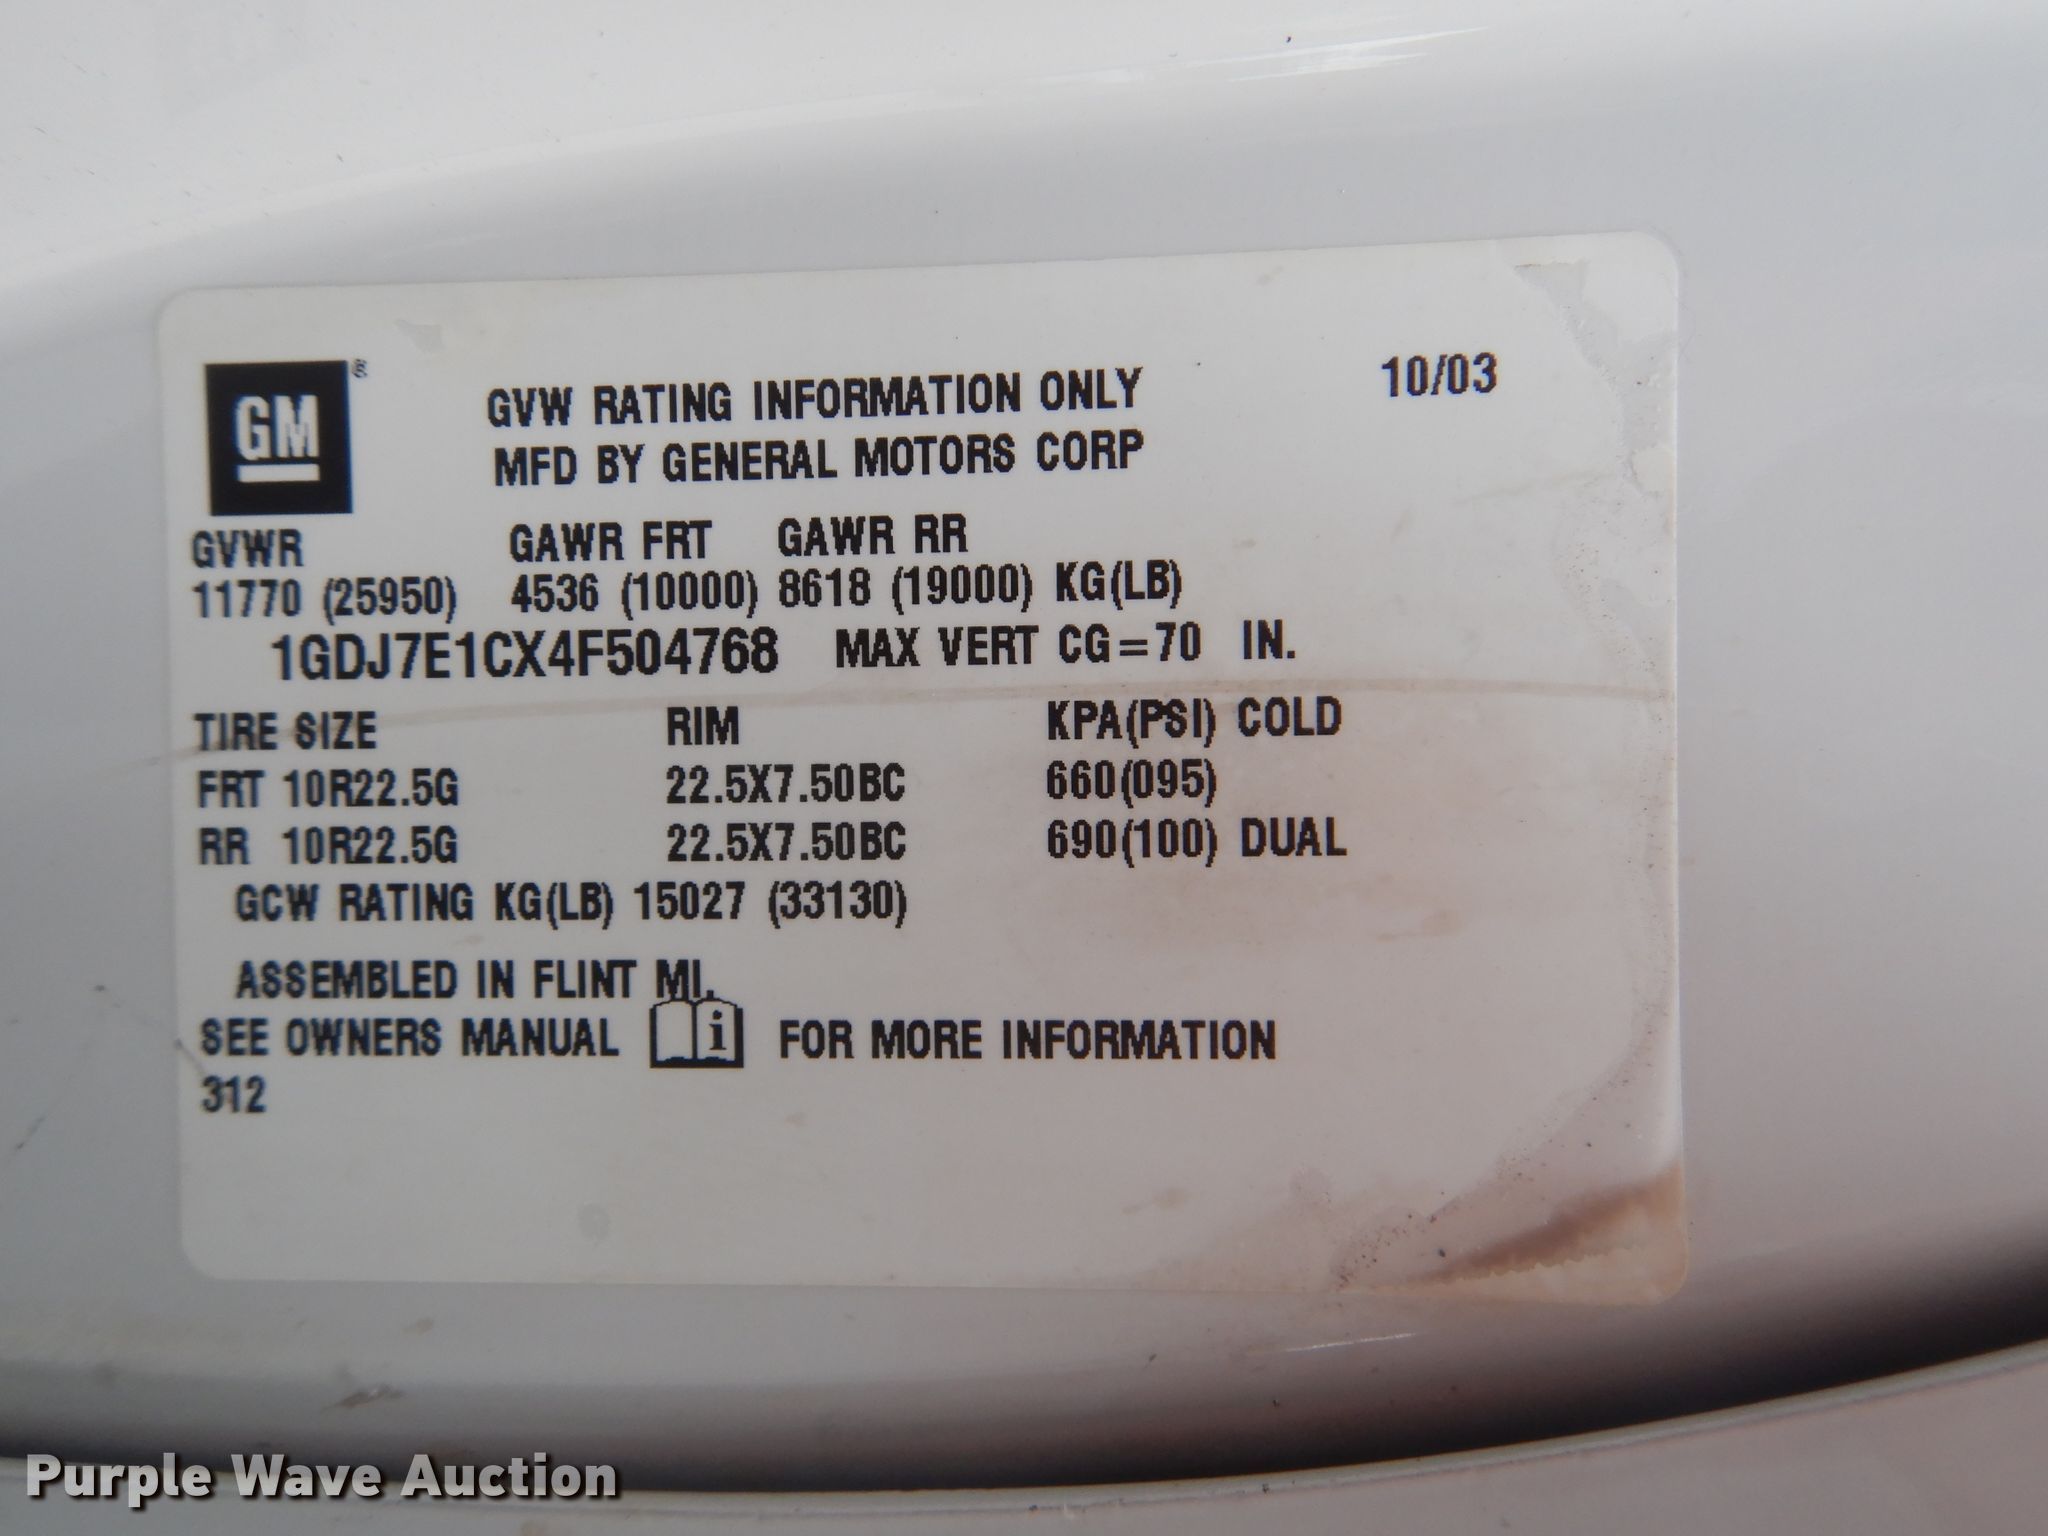 GM®
GVW RATING INFORMATION ONLY 10/03
MFD BY GENERAL MOTORS CORP
GVWR GAWR FRT GAWR RR
11770 (25950) 4536 (10000) 8618 (19000) KG(LB)
1GDJ7E1CX4F504768 MAX VERT CG=70 IN.
TIRE SIZE RIM KPA(PSI) COLD
FRT 10R22.5G 22.5X7.50BC 660(095)
RR 10R22.5G 22.5X7.50BC 690(100) DUAL
GCW RATING KG(LB) 15027 (33130)
ASSEMBLED IN FLINT MI.
SEE OWNERS MANUAL i FOR MORE INFORMATION
312
Purple Wave Auction